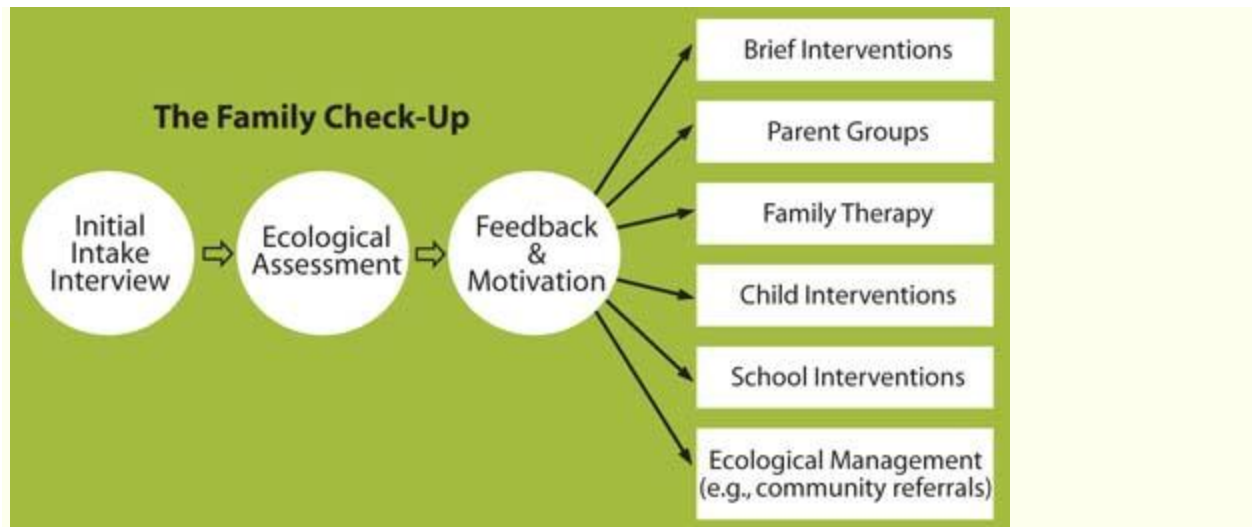 The Family Check-Up
Initial
Intake
Interview
Ecological
Assessment
Feedback
&
Motivation
Brief Interventions
Parent Groups
Family Therapy
Child Interventions
School Interventions
Ecological Management
(e.g., community referrals)